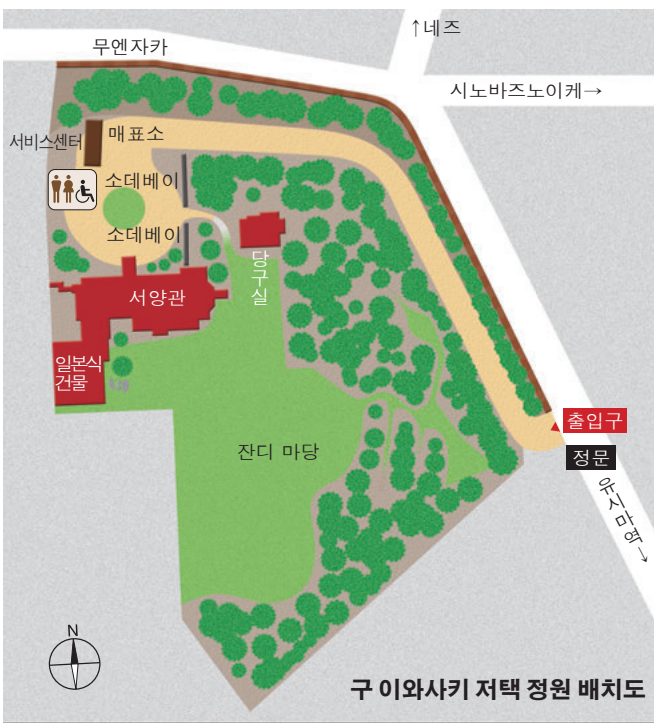 ↑네즈
무엔자카
시노바즈노이케→
매표소
서비스센터
소데베이
소데베이
당구실
서양관
일본식
건물
잔디 마당
출입구
정문
유시마역→
N
구 이와사키 저택 정원 배치도